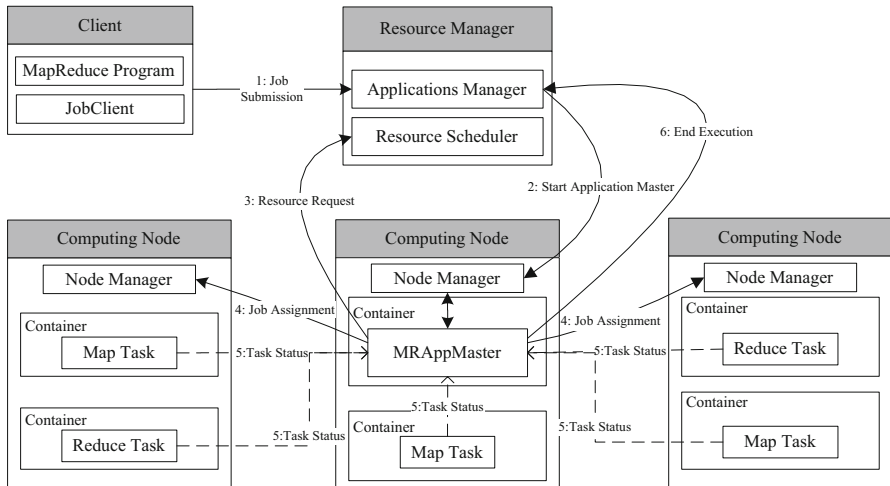 Client
MapReduce Program
JobClient
1: Job
Submission
Resource Manager
Applications Manager
Resource Scheduler
6: End Execution
2: Start Application Master
3: Resource Request
Computing Node
Node Manager
4: Job Assignment
Container
Map Task
5:Task Status
Container
Reduce Task
5:Task Status
Computing Node
Node Manager
Container
MRAppMaster
5:Task Status
Container
Map Task
Computing Node
Node Manager
4: Job Assignment
Container
5:Task Status
Reduce Task
Container
5:Task Status
Map Task